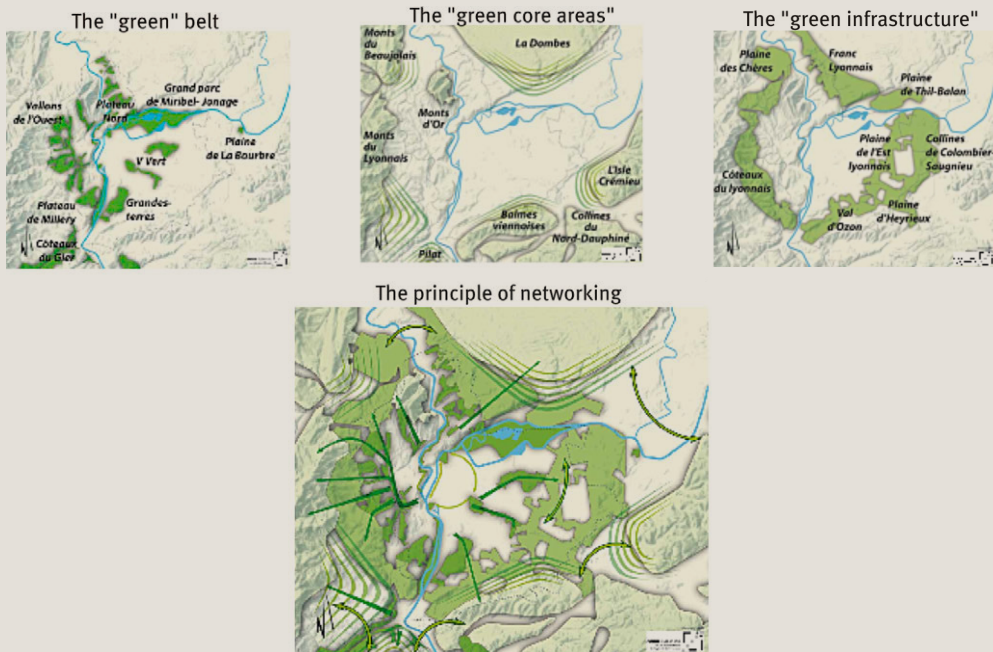 The "green" belt
The "green core areas"
The "green infrastructure"
Vallons
de l'Ouest
Plateau
Nord
Grand parc
de Miribel- Jonage
Plaine
de La Bourbre
V Vert
Plateau
de Millery
Grandes-
terres
Côteaux
du Gier
Monts
du
Beaujolais
La Dombes
Monts
d'Or
Monts
du
Lyonnais
L'Isle
Crémieu
Balmes
viennoises
Collines
du
Nord-Dauphiné
Pilat
Plaine
des Chères
Franc
Lyonnais
Plaine
de Thil-Balan
Plaine
de l'Est
lyonnais
Collines
de Colombier-
Saugnieu
Côteaux
du lyonnais
Plaine
d'Heyrieux
Val
d'Ozon
The principle of networking
N